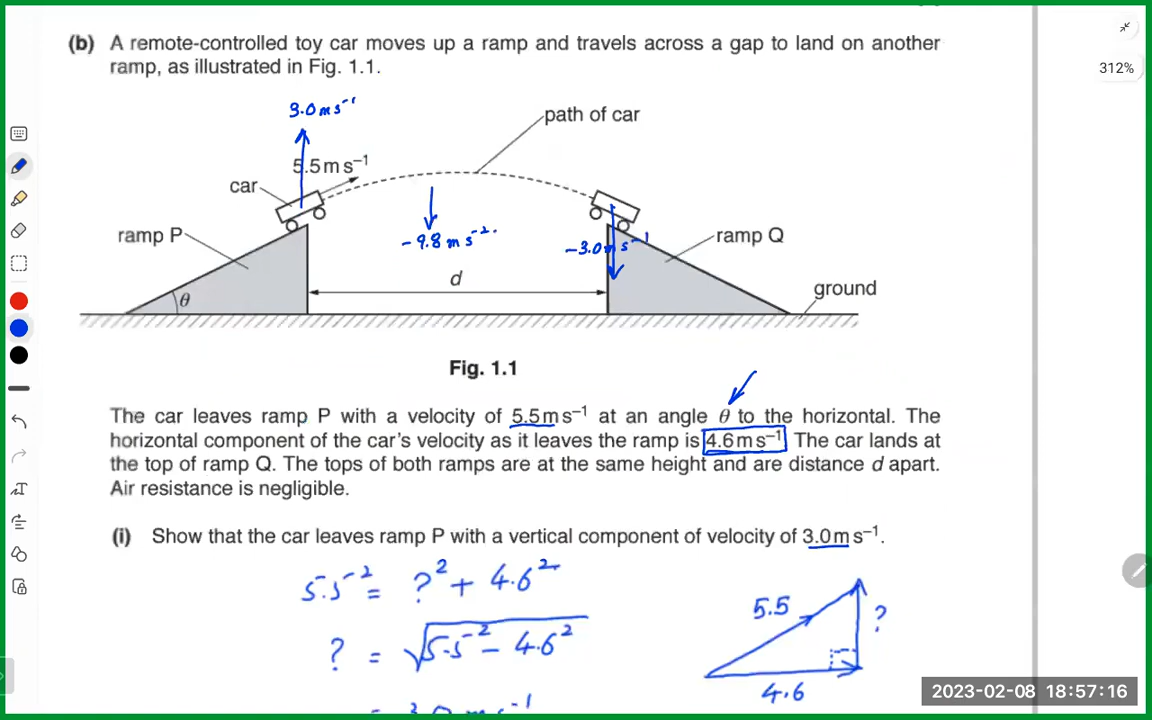 312%
(b) A remote-controlled toy car moves up a ramp and travels across a gap to land on another
ramp, as illustrated in Fig. 1.1.
3.0 m s⁻¹
path of car
5.5 m s⁻¹
car
ramp P
- 9.8 m s⁻².
-3.0 m s⁻¹
ramp Q
d
θ
ground
Fig. 1.1
The car leaves ramp P with a velocity of 5.5 m s⁻¹ at an angle θ to the horizontal. The
horizontal component of the car's velocity as it leaves the ramp is 4.6 m s⁻¹. The car lands at
the top of ramp Q. The tops of both ramps are at the same height and are distance d apart.
Air resistance is negligible.
(i) Show that the car leaves ramp P with a vertical component of velocity of 3.0 m s⁻¹.
5.5² = ?² + 4.6²
? = √5.5² - 4.6²
= 3.0 m s⁻¹
5.5
?
4.6
2023-02-08 18:57:16